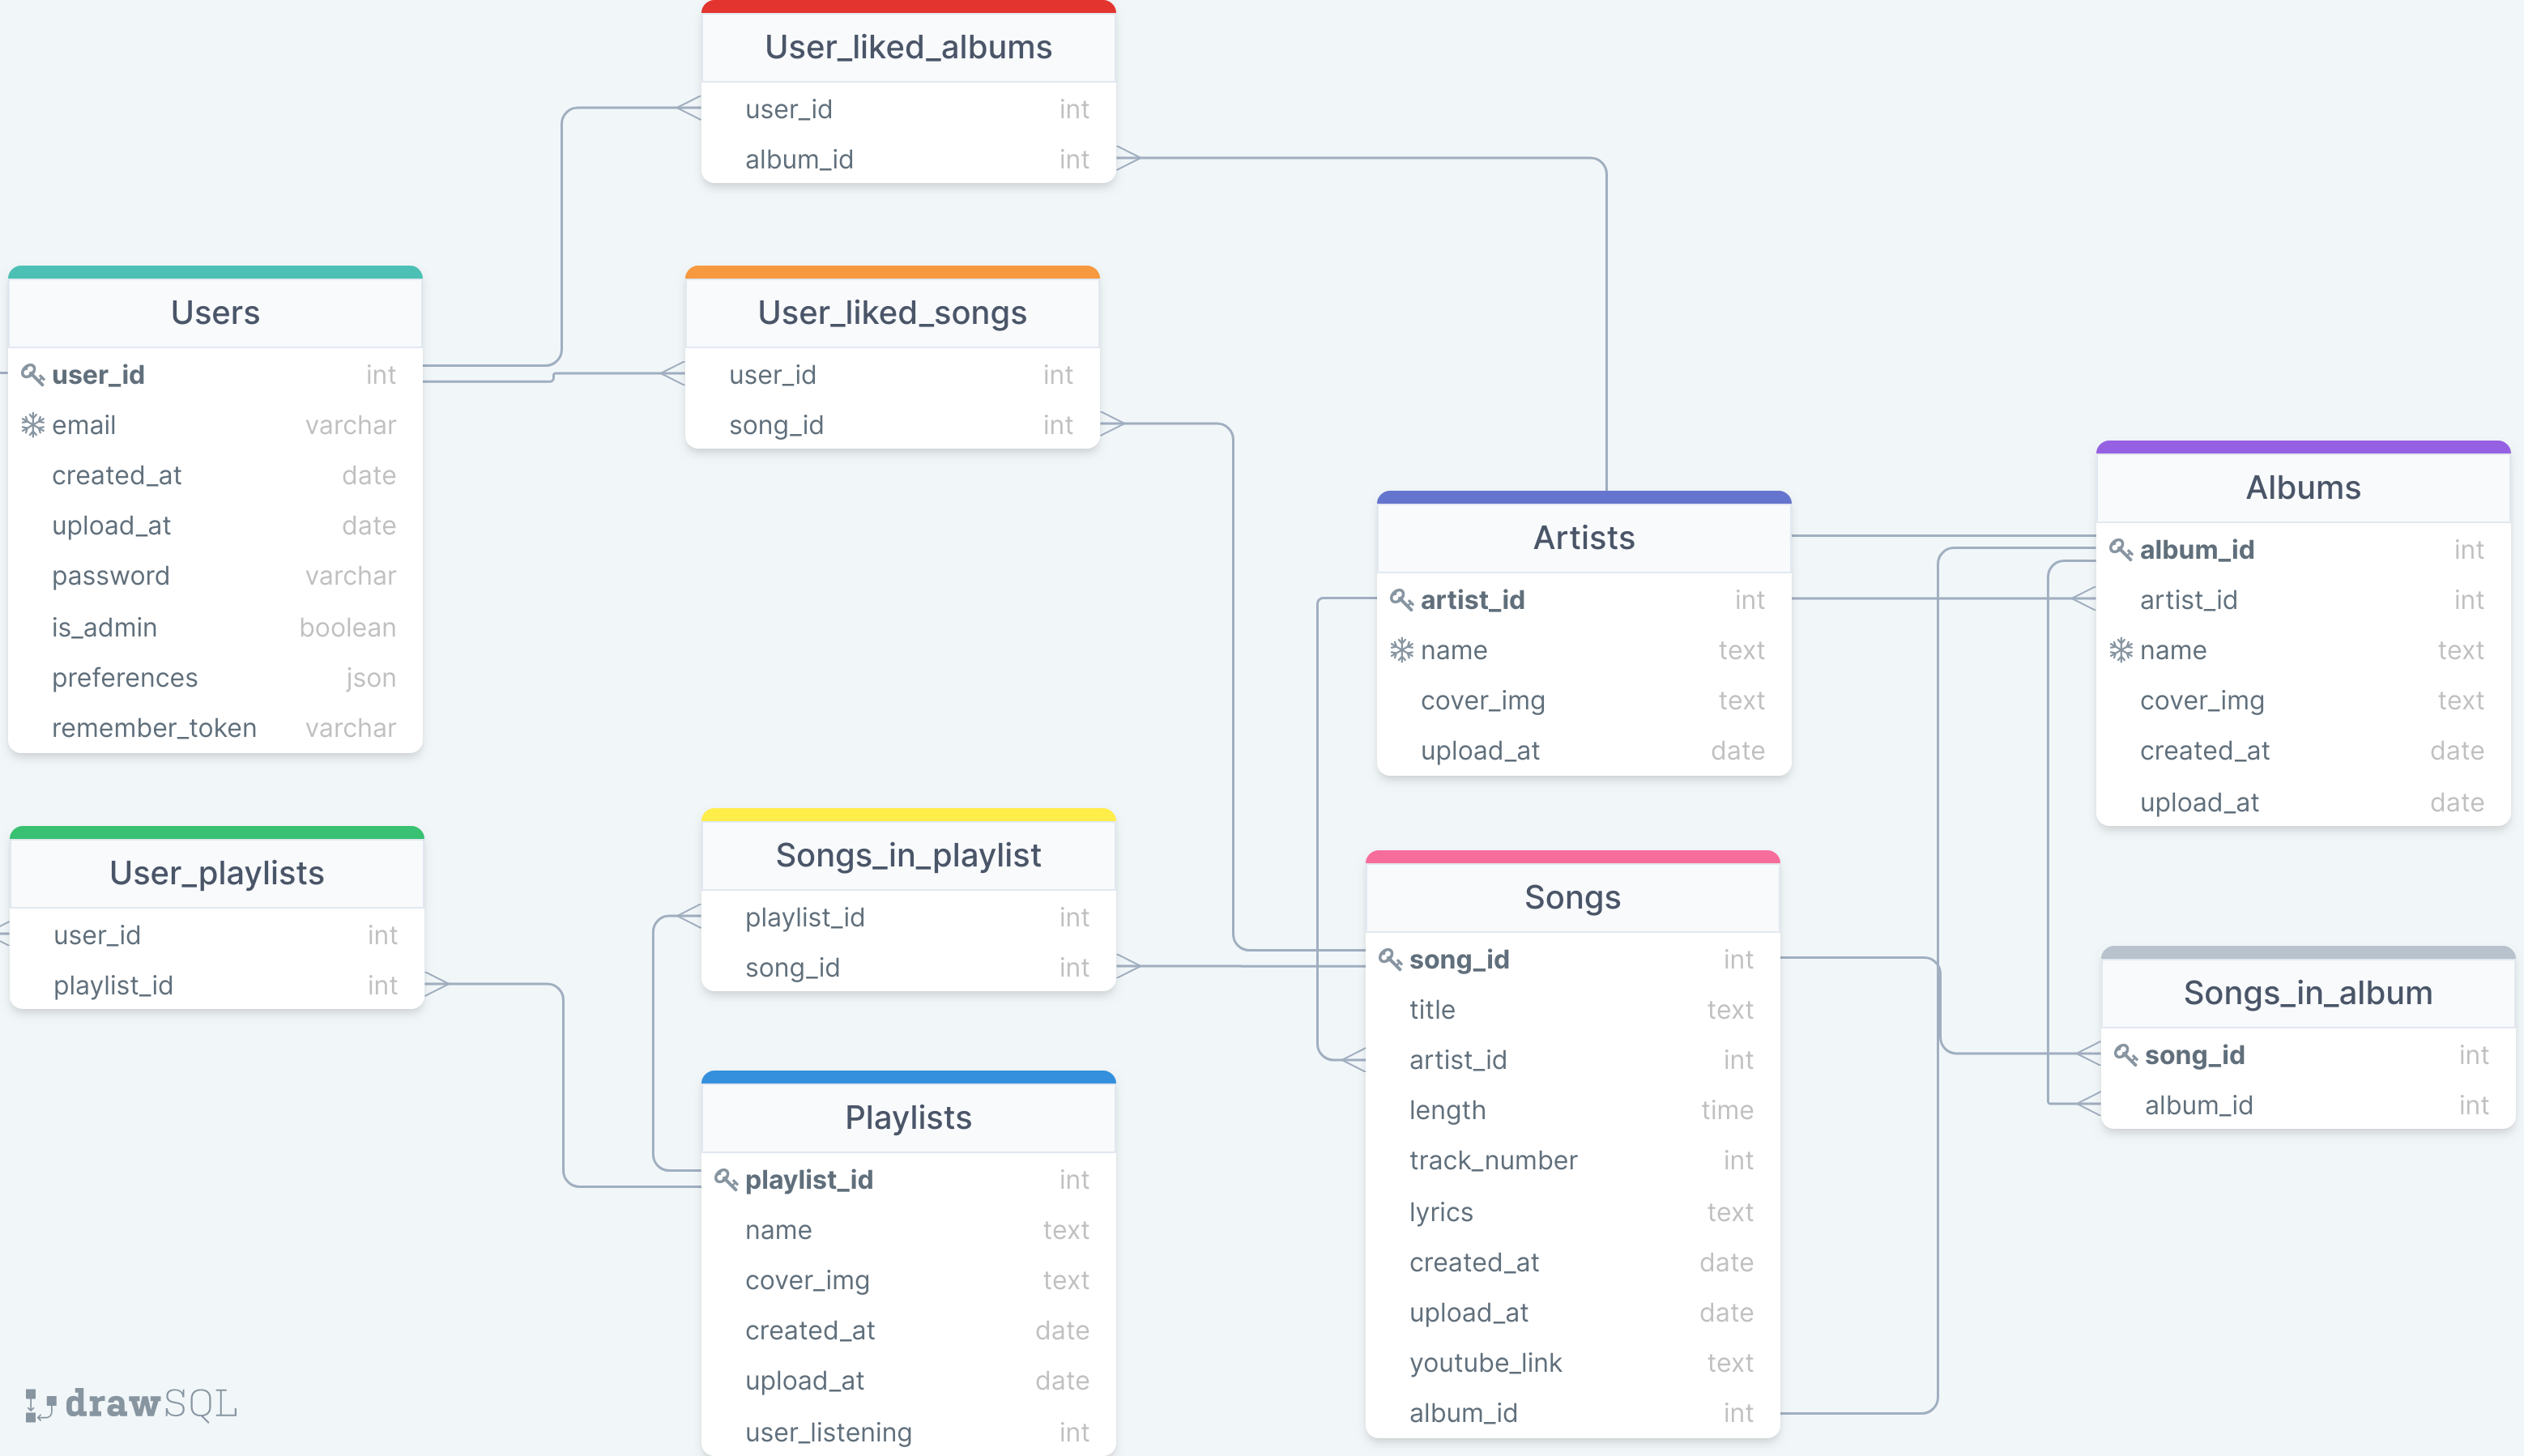 User_liked_albums
user_id int
album_id int
Users
user_id int
email varchar
created_at date
upload_at date
password varchar
is_admin boolean
preferences json
remember_token varchar
User_liked_songs
user_id int
song_id int
Artists
artist_id int
name text
cover_img text
upload_at date
Albums
album_id int
artist_id int
name text
cover_img text
created_at date
upload_at date
User_playlists
user_id int
playlist_id int
Songs_in_playlist
playlist_id int
song_id int
Songs
song_id int
title text
artist_id int
length time
track_number int
lyrics text
created_at date
upload_at date
youtube_link text
album_id int
Songs_in_album
song_id int
album_id int
Playlists
playlist_id int
name text
cover_img text
created_at date
upload_at date
user_listening int
drawSQL